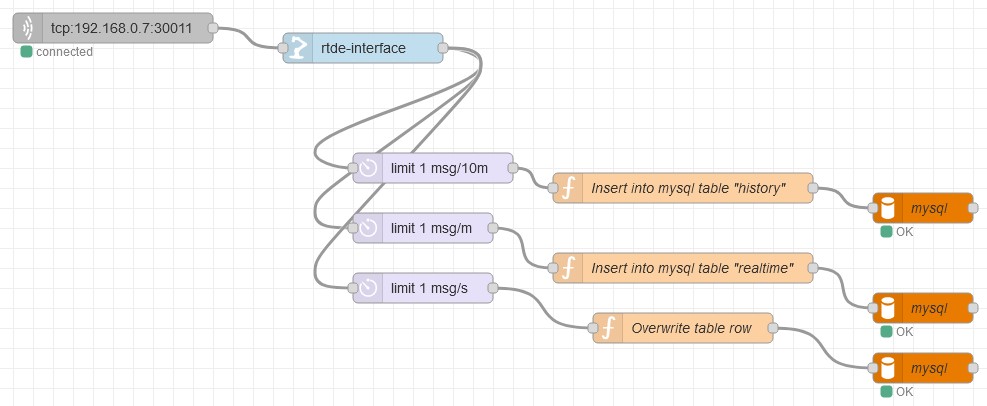 tcp:192.168.0.7:30011
connected
rtde-interface
limit 1 msg/10m
Insert into mysql table "history"
mysql
OK
limit 1 msg/m
Insert into mysql table "realtime"
mysql
OK
limit 1 msg/s
Overwrite table row
mysql
OK